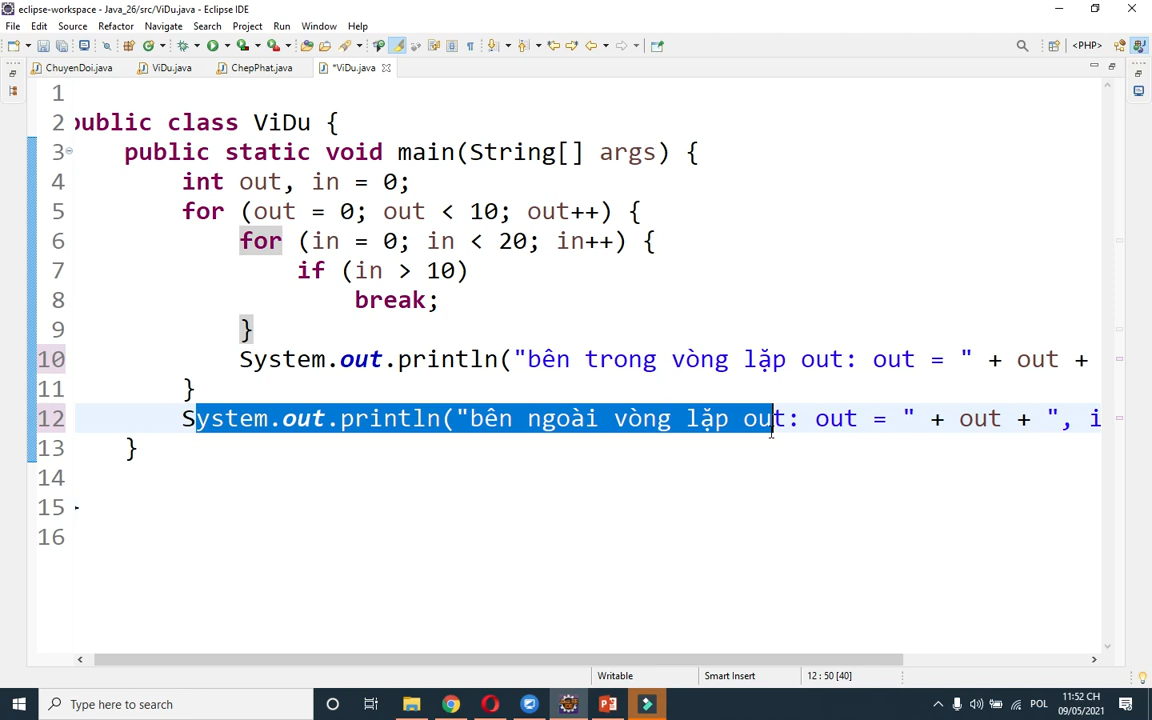 eclipse-workspace - Java_26/src/ViDu.java - Eclipse IDE
File Edit Source Refactor Navigate Search Project Run Window Help
<PHP>
ChuyenDoi.java ViDu.java ChepPhat.java *ViDu.java
1
2 public class ViDu {
3 public static void main(String[] args) {
4 int out, in = 0;
5 for (out = 0; out < 10; out++) {
6 for (in = 0; in < 20; in++) {
7 if (in > 10)
8 break;
9 }
10 System.out.println("bên trong vòng lặp out: out = " + out +
11 }
12 System.out.println("bên ngoài vòng lặp out: out = " + out + ", i
13 }
14
15
16
Writable Smart Insert 12 : 50 [40]
Type here to search
POL
11:52 CH
09/05/2021